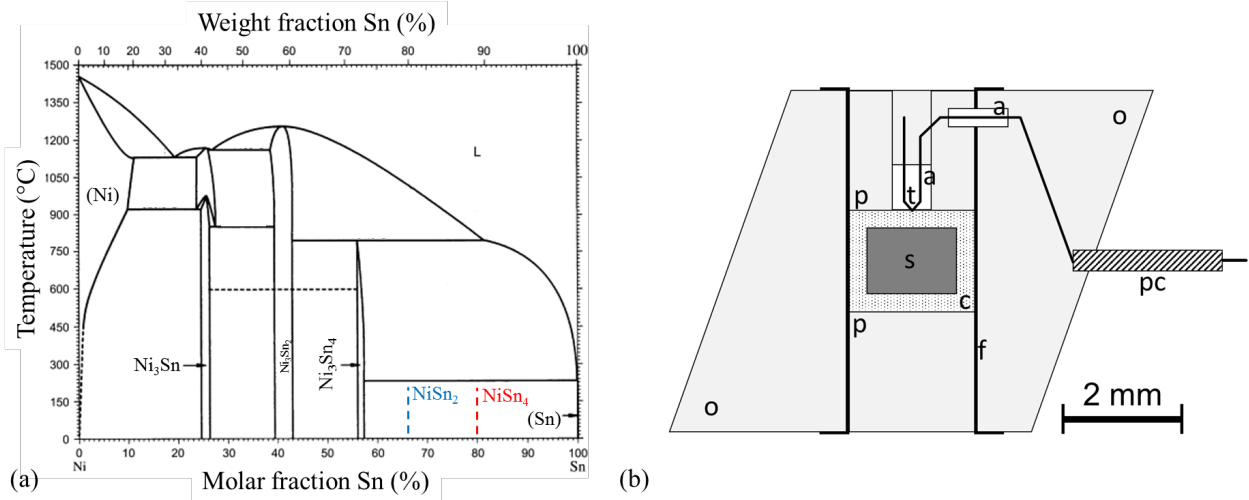 Weight fraction Sn (%)
0 10 20 30 40 50 60 70 80 90 100
1500
1350
1200
1050
900
750
600
450
300
150
0
Temperature (°C)
L
(Ni)
Ni₃Sn
Ni₃Sn₂
Ni₃Sn₄
NiSn₂
NiSn₄
(Sn)
0 10 20 30 40 50 60 70 80 90 100
Ni Sn
Molar fraction Sn (%)
(a)
a
o
a
t
p
s
c
pc
p
f
o
2 mm
(b)